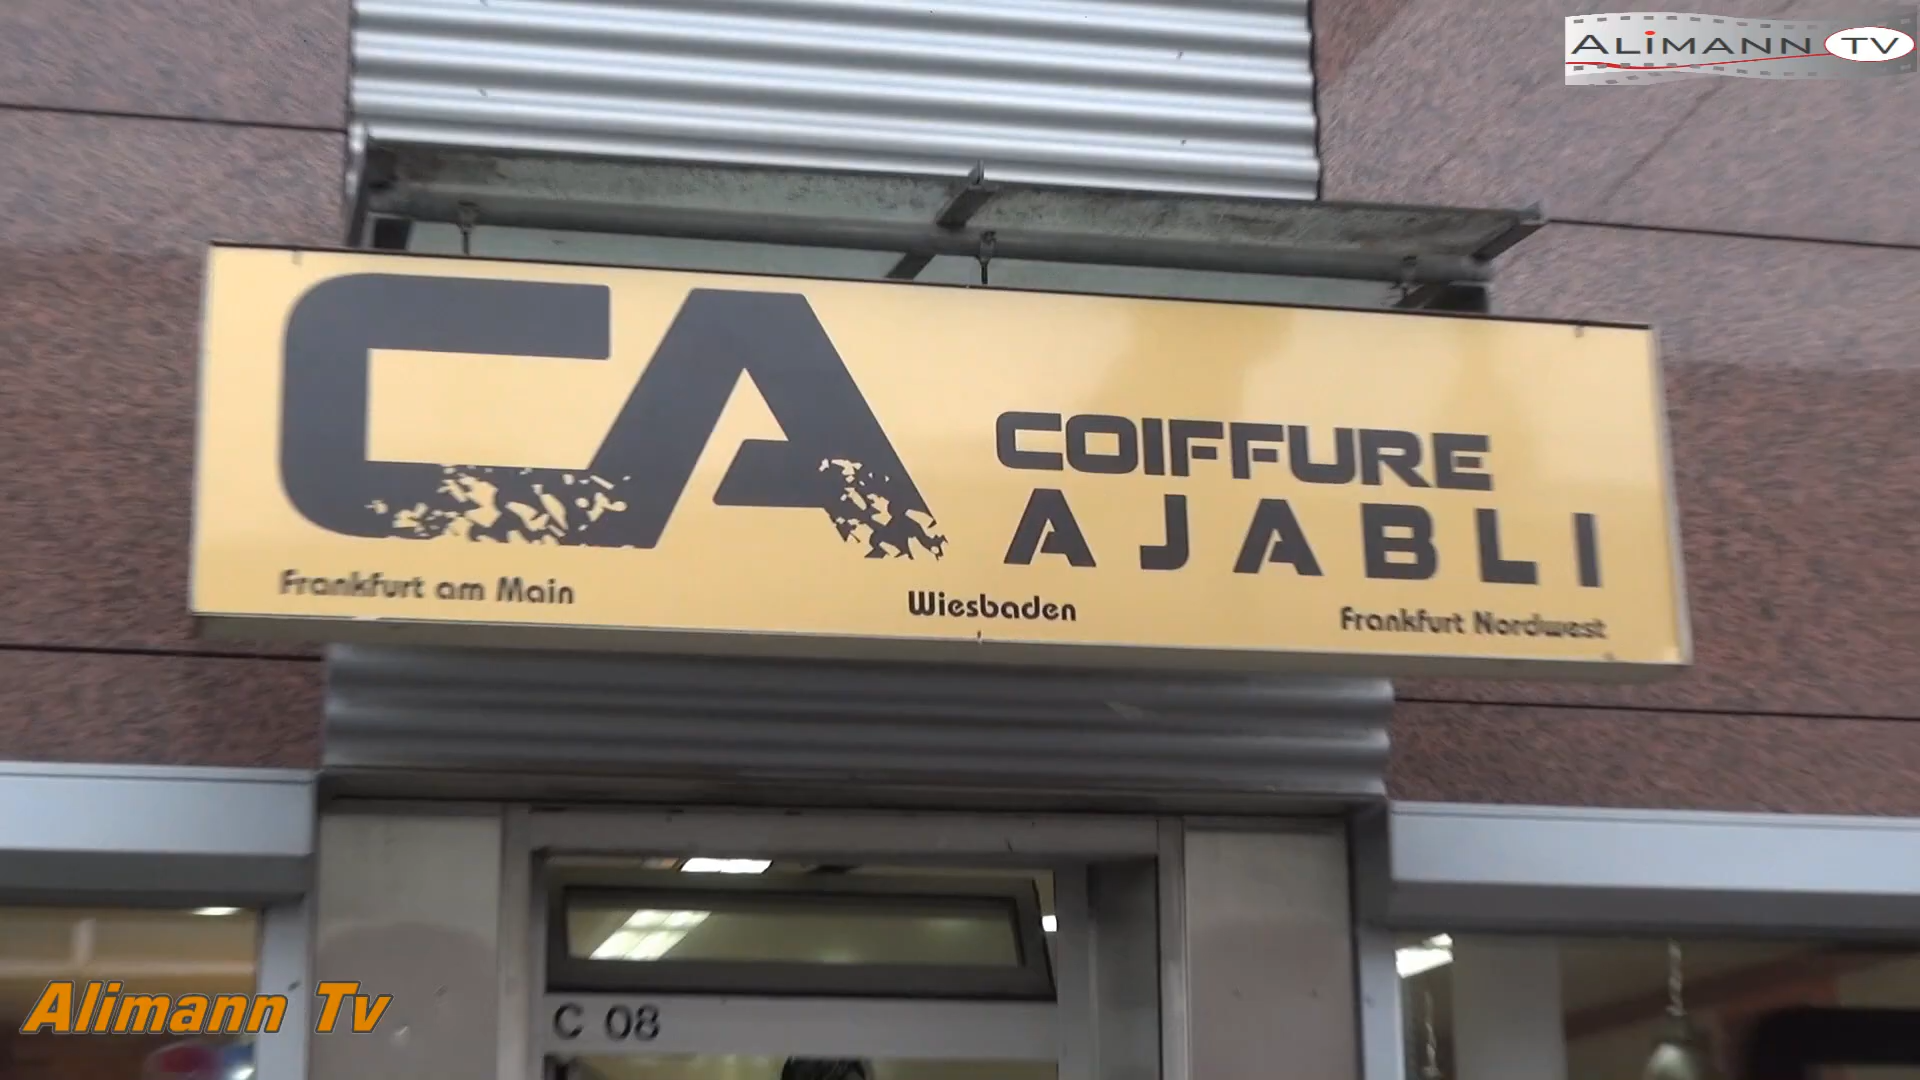 ALiMANN TV
CA
COIFFURE
AJABLI
Frankfurt am Main
Wiesbaden
Frankfurt Nordwest
C 08
Alimann Tv